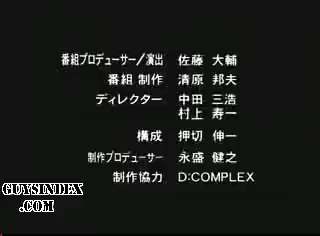 番組プロデューサー/演出 佐藤 大輔
番組 制作 清原 邦夫
ディレクター 中田 三浩
村上 寿一
構成 押切 伸一
制作プロデューサー 永盛 健之
制作協力 D:COMPLEX
GUYSINDEX
.COM